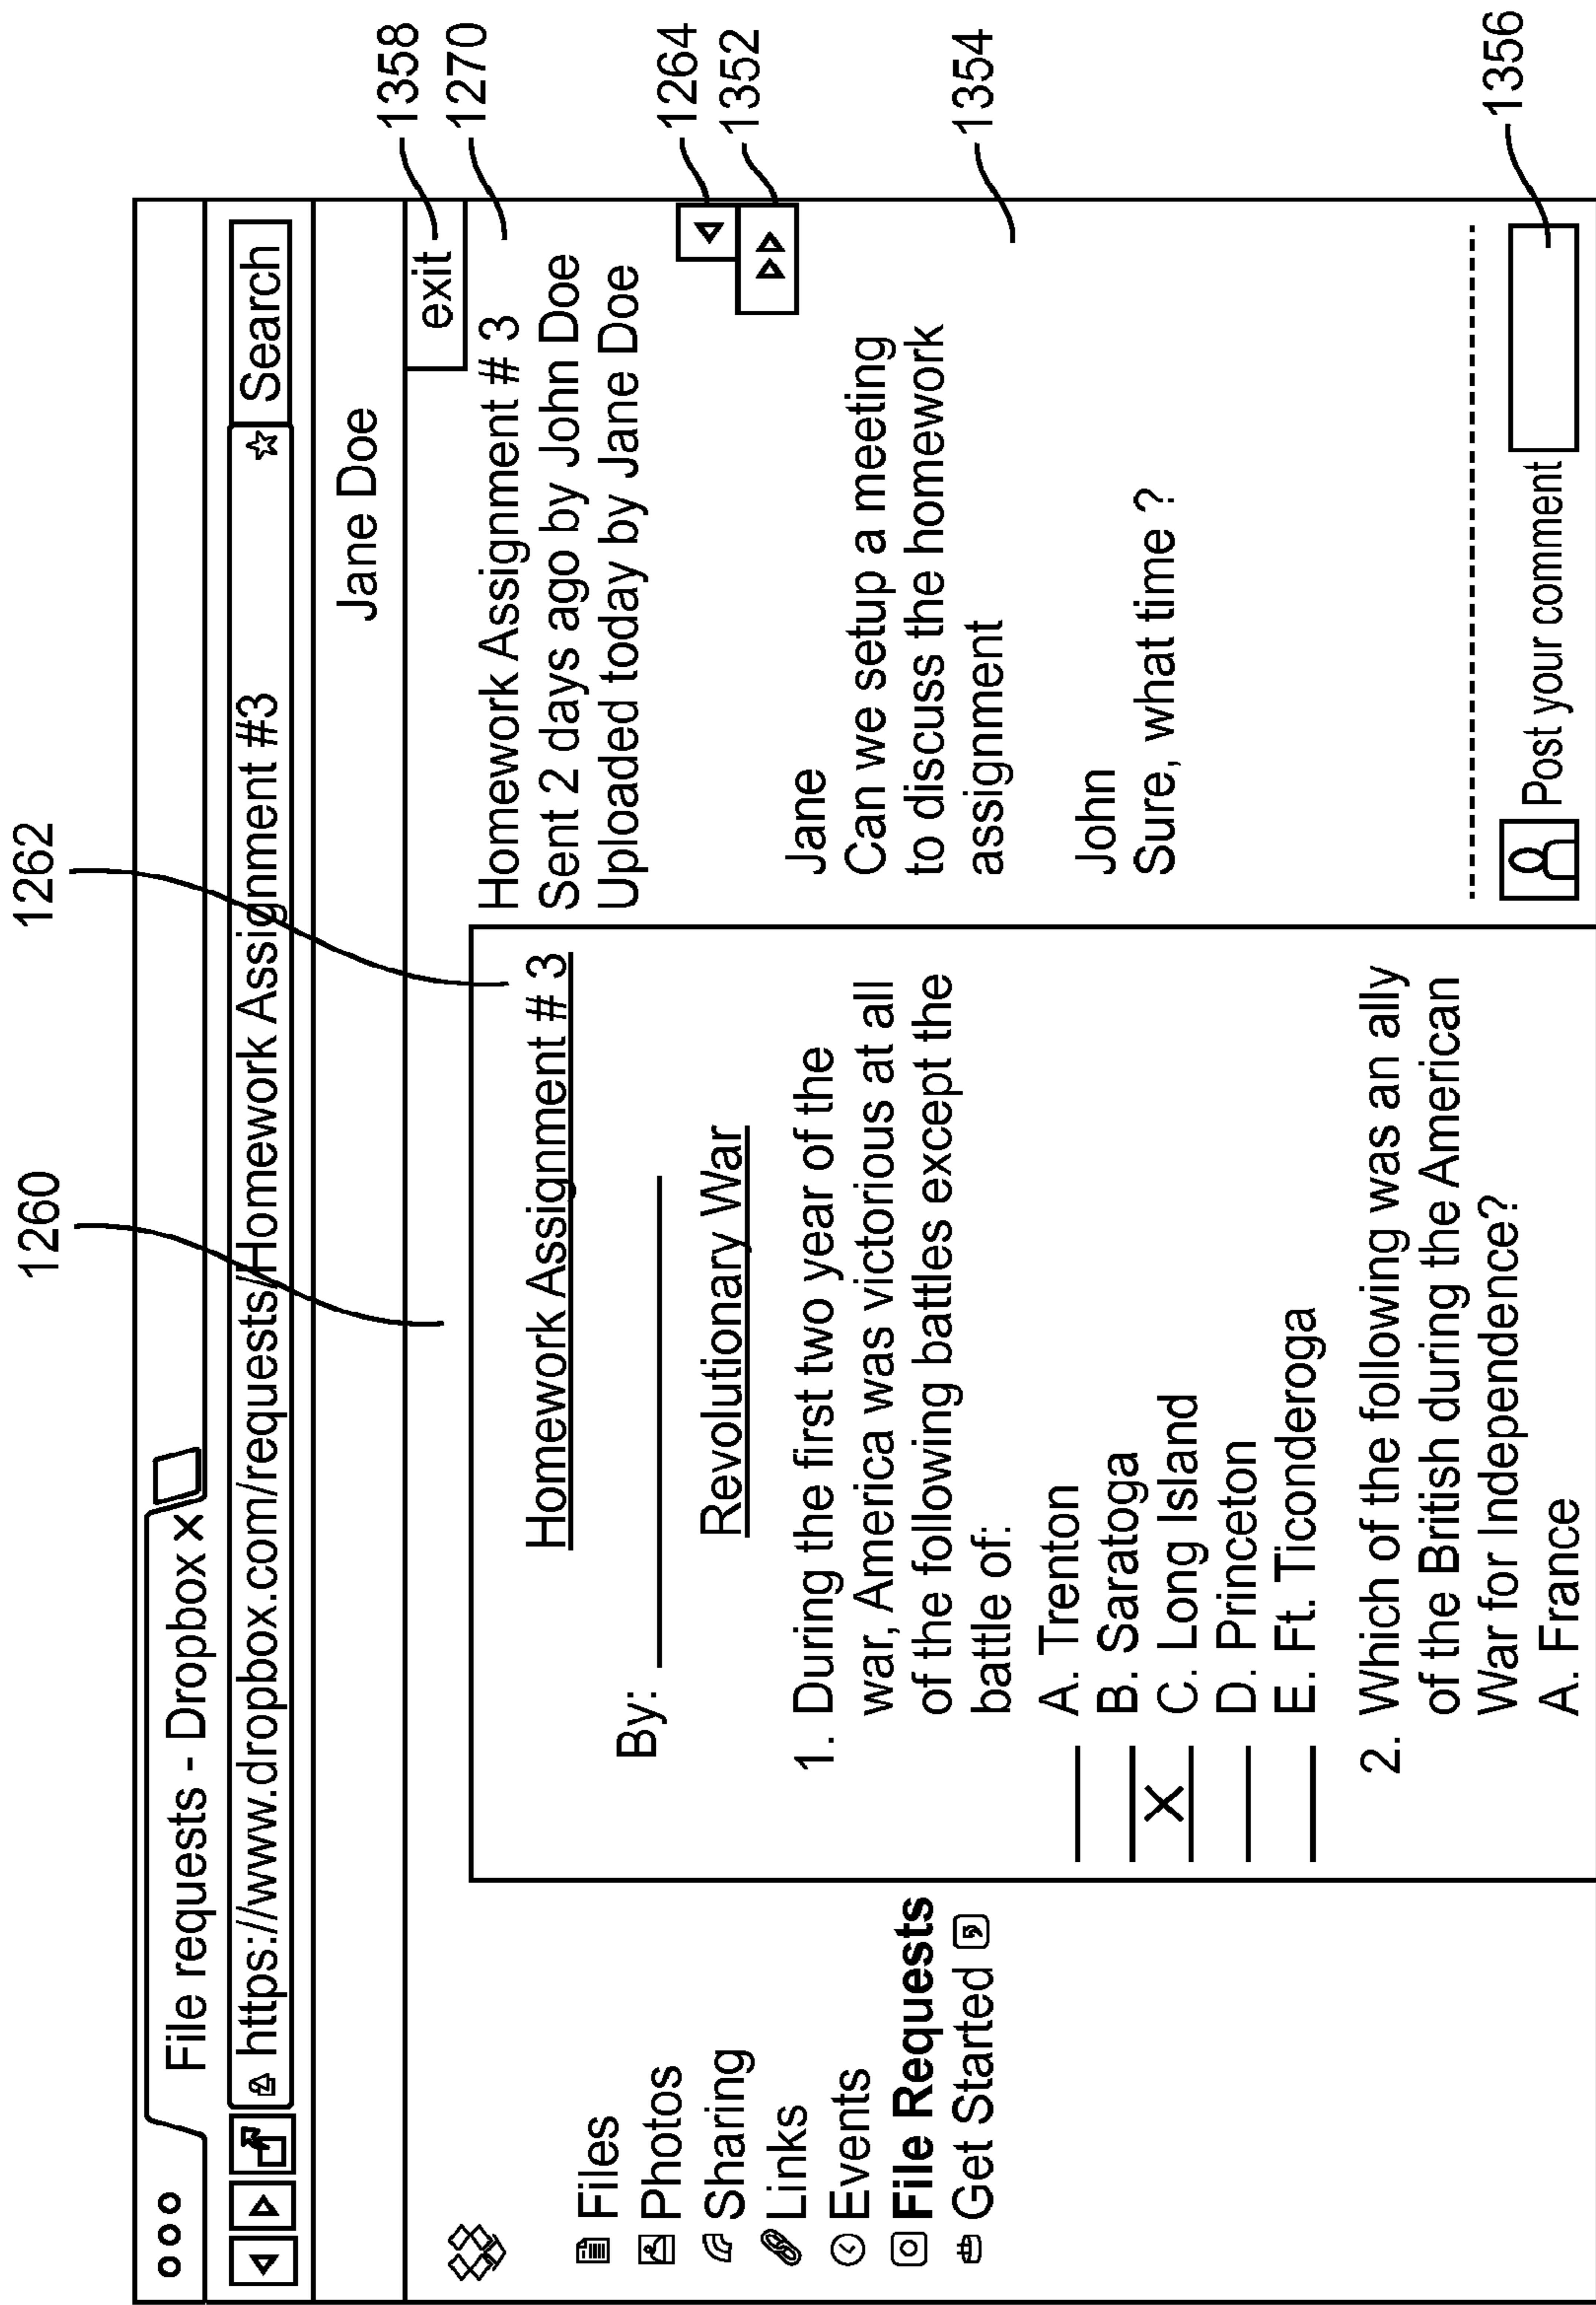 1260
1262
File requests - Dropbox ×
https://www.dropbox.com/requests/Homework Assignment #3
Search
Jane Doe
exit
1358
Files
Photos
Sharing
Links
Events
File Requests
Get Started
Homework Assignment # 3
By:
Revolutionary War
1. During the first two year of the
war, America was victorious at all
of the following battles except the
battle of:
A. Trenton
B. Saratoga
X C. Long Island
D. Princeton
E. Ft. Ticonderoga
2. Which of the following was an ally
of the British during the American
War for Independence?
A. France
Homework Assignment # 3
Sent 2 days ago by John Doe
Uploaded today by Jane Doe
1270
1264
1352
Jane
Can we setup a meeting
to discuss the homework
assignment
1354
John
Sure, what time ?
Post your comment
1356